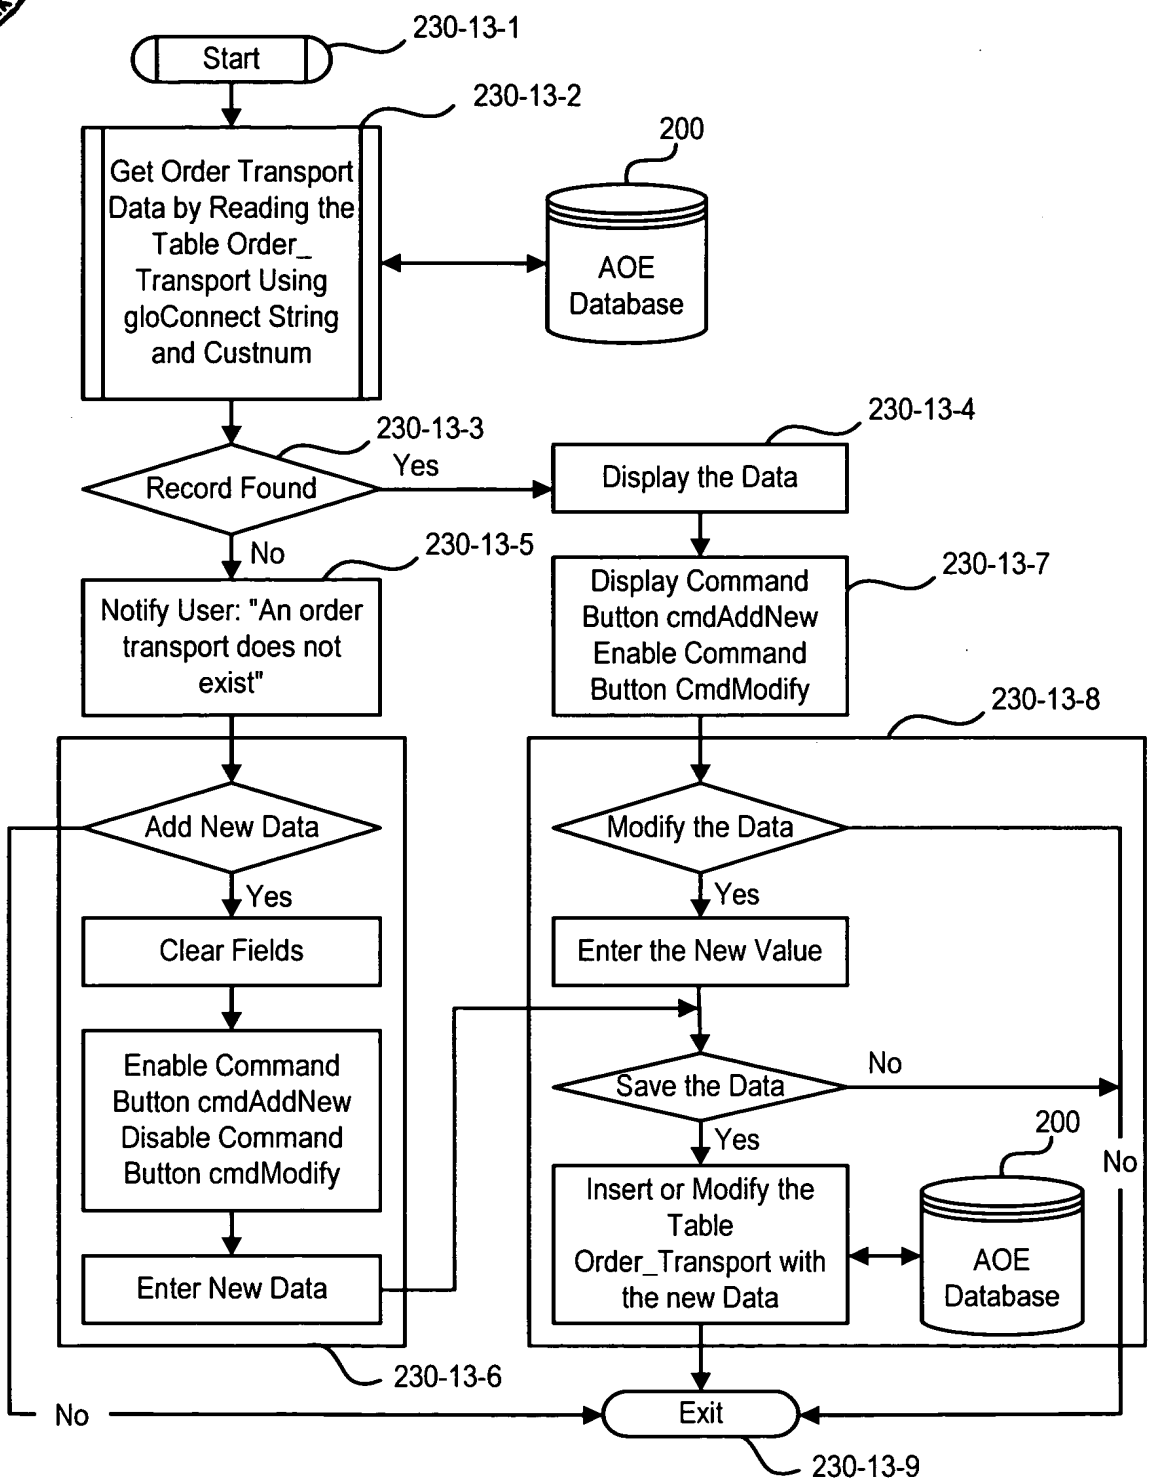 230-13-1
Start
230-13-2
Get Order Transport
Data by Reading the
Table Order_
Transport Using
gloConnect String
and Custnum
200
AOE
Database
230-13-3
Record Found
Yes
230-13-4
Display the Data
No
230-13-5
Notify User: "An order
transport does not
exist"
Display Command
Button cmdAddNew
Enable Command
Button CmdModify
230-13-7
230-13-8
Add New Data
Yes
Clear Fields
Enable Command
Button cmdAddNew
Disable Command
Button cmdModify
Enter New Data
230-13-6
No
Modify the Data
Yes
Enter the New Value
Save the Data
No
Yes
No
Insert or Modify the
Table
Order_Transport with
the new Data
200
AOE
Database
Exit
230-13-9